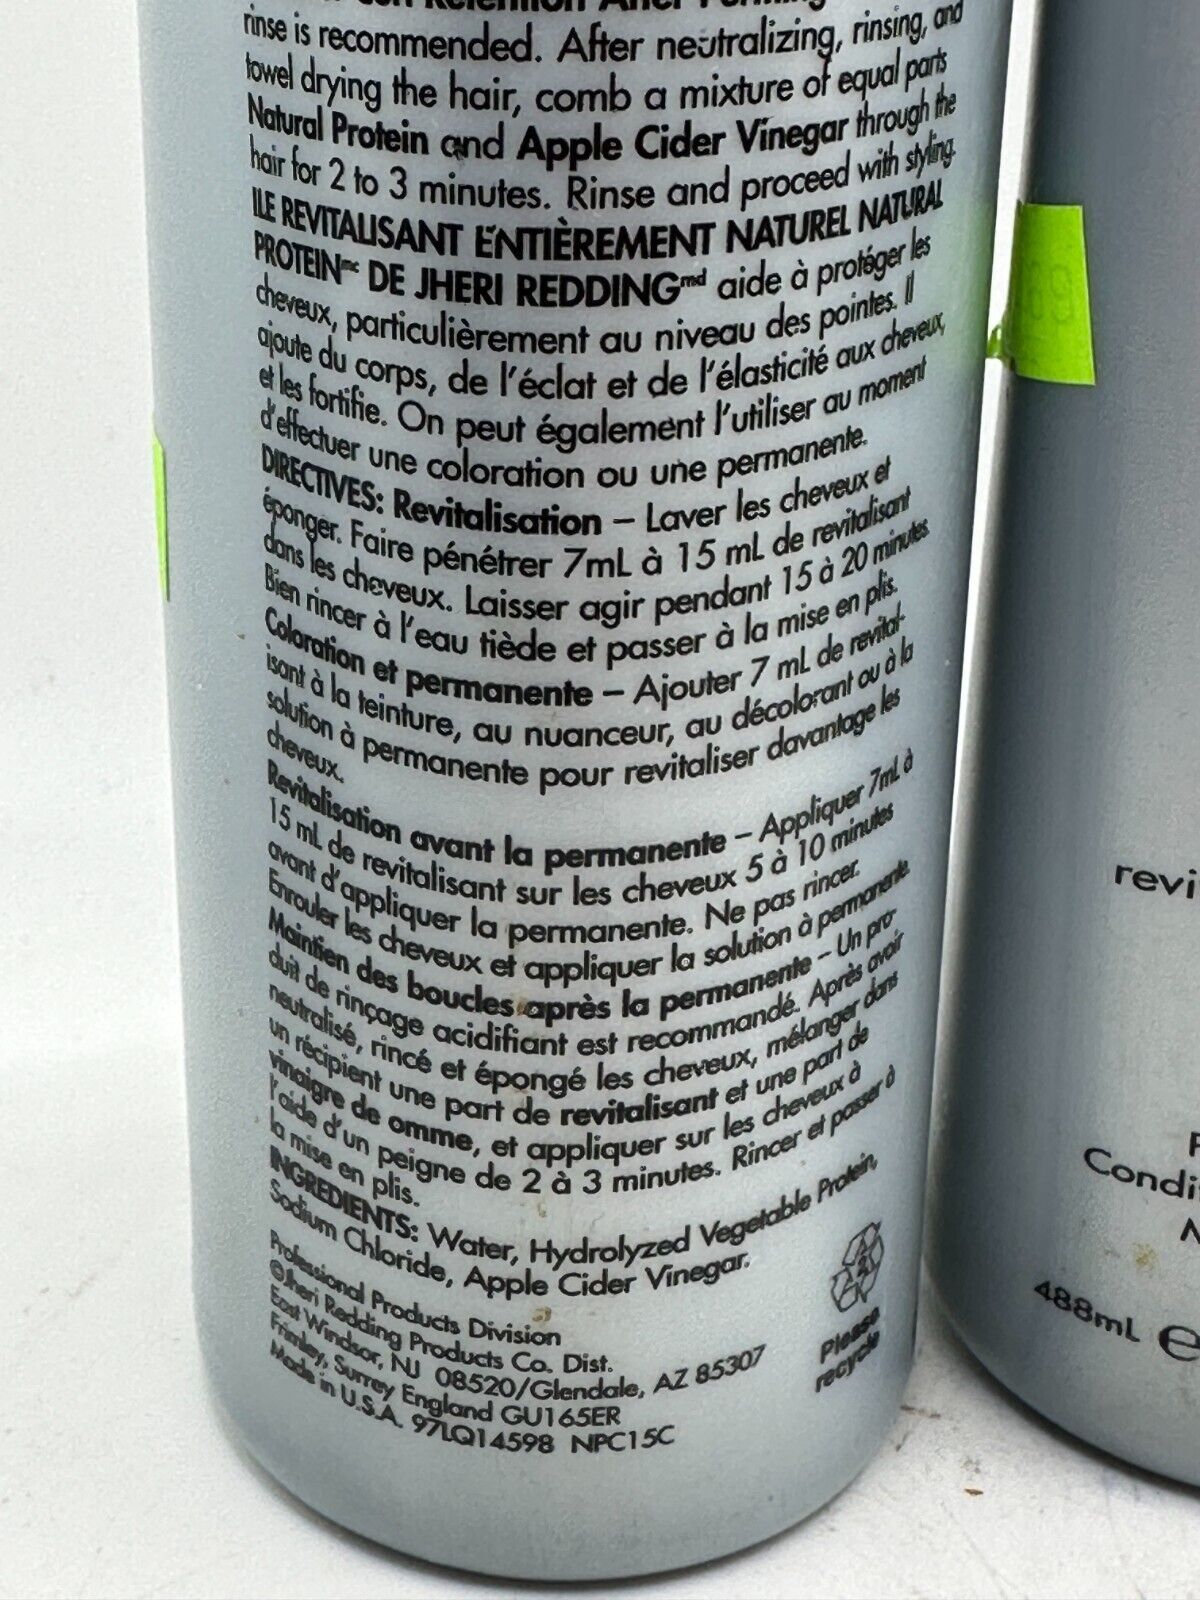 Retention After Perming
rinse is recommended. After neutralizing, rinsing, and
towel drying the hair, comb a mixture of equal parts
Natural Protein and Apple Cider Vinegar through the
hair for 2 to 3 minutes. Rinse and proceed with styling.
lLE REVITALISANT ENTIÈREMENT NATUREL NATURAL
PROTEINmc DE JHERI REDDINGmd aide à protéger les
cheveux, particulièrement au niveau des pointes. Il
ajoute du corps, de l'éclat et de l'élasticité aux cheveux,
et les fortifie. On peut également l'utiliser au moment
d'effectuer une coloration ou une permanente.
DIRECTIVES: Revitalisation – Laver les cheveux et
éponger. Faire pénétrer 7mL à 15 mL de revitalisant
dans les cheveux. Laisser agir pendant 15 à 20 minutes.
Bien rincer à l'eau tiède et passer à la mise en plis.
Coloration et permanente – Ajouter 7 mL de revital-
isant à la teinture, au nuanceur, au décolorant ou à la
solution à permanente pour revitaliser davantage les
cheveux.
Revitalisation avant la permanente – Appliquer 7mL à
15 mL de revitalisant sur les cheveux 5 à 10 minutes
avant d'appliquer la permanente. Ne pas rincer.
Enrouler les cheveux et appliquer la solution à permanente.
Maintien des boucles après la permanente – Un pro-
duit de rinçage acidifiant est recommandé. Après avoir
neutralisé, rincé et épongé les cheveux, mélanger dans
un récipient une part de revitalisant et une part de
vinaigre de omme, et appliquer sur les cheveux à
l'aide d'un peigne de 2 à 3 minutes. Rincer et passer à
la mise en plis.
INGREDIENTS: Water, Hydrolyzed Vegetable Protein,
Sodium Chloride, Apple Cider Vinegar.
Professional Products Division
©Jheri Redding Products Co. Dist.
East Windsor, NJ 08520/Glendale, AZ 85307
Frimley, Surrey England GU165ER
Made in U.S.A. 97LQ14598 NPC15C
2
Please
recycle
revi
Condi
488mL e